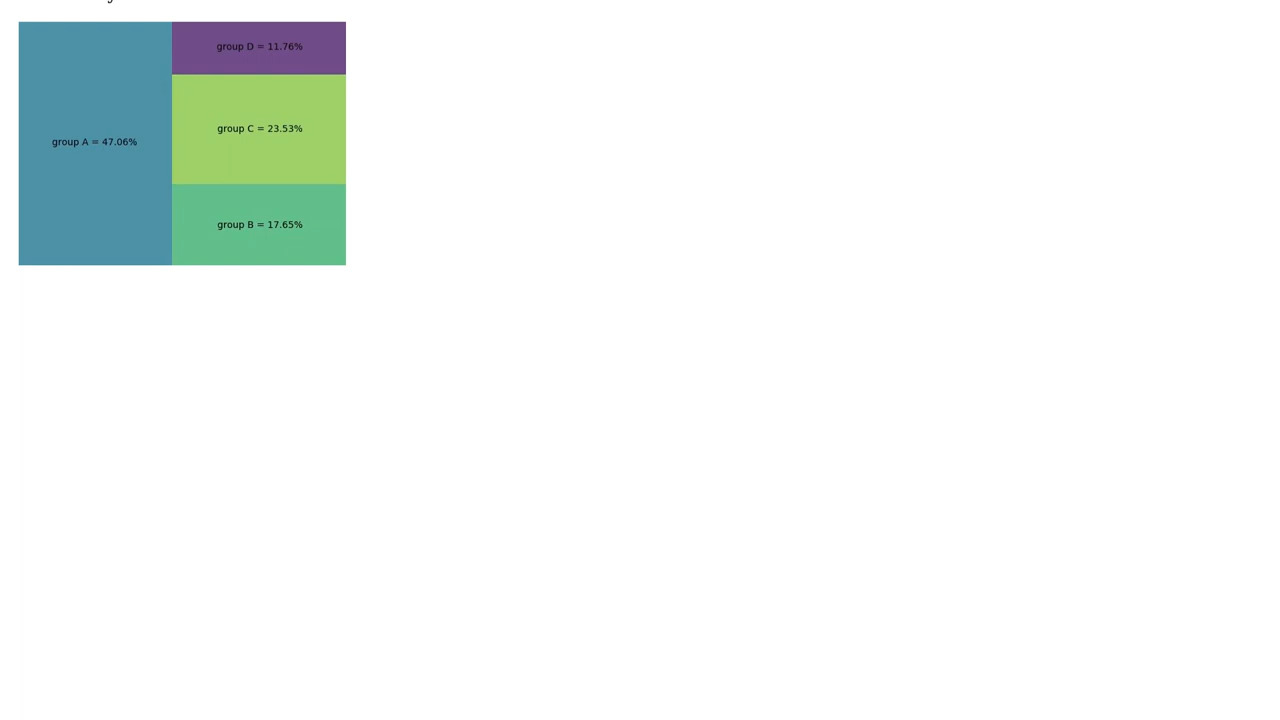 group D = 11.76%
group C = 23.53%
group A = 47.06%
group B = 17.65%